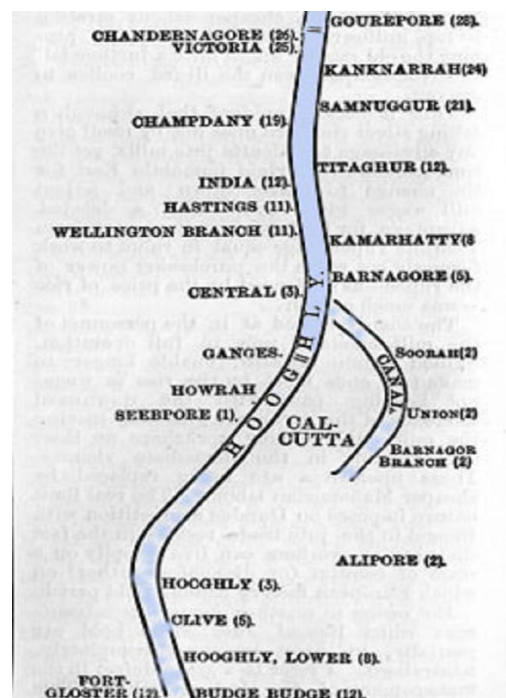 GOUREPORE (28).
CHANDERNAGORE (26)
VICTORIA (25).
KANKNARRAH (24)
SAMNUGGUR (21).
CHAMPDANY (19).
TITAGHUR (12).
INDIA (12).
HASTINGS (11).
WELLINGTON BRANCH (11).
KAMARHATTY (8
BARNAGORE (5).
CENTRAL (3).
HOOGHLY.
GANGES.
SOORAH (2)
CANAL
HOWRAH
SEEBPORE (1).
UNION (2)
CAL-
CUTTA
BARNAGOR
BRANCH (2)
ALIPORE (2).
HOOGHLY (3).
CLIVE (5).
HOOGHLY, LOWER (8).
FORT-
GLOSTER (12).
BUDGE BUDGE (12).